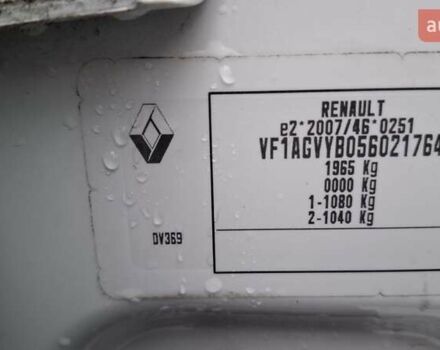 RENAULT
e2*2007/46*0251
VF1AGVYB056021764
1965 Kg
0000 Kg
1-1080 Kg
2-1040 Kg
DV369